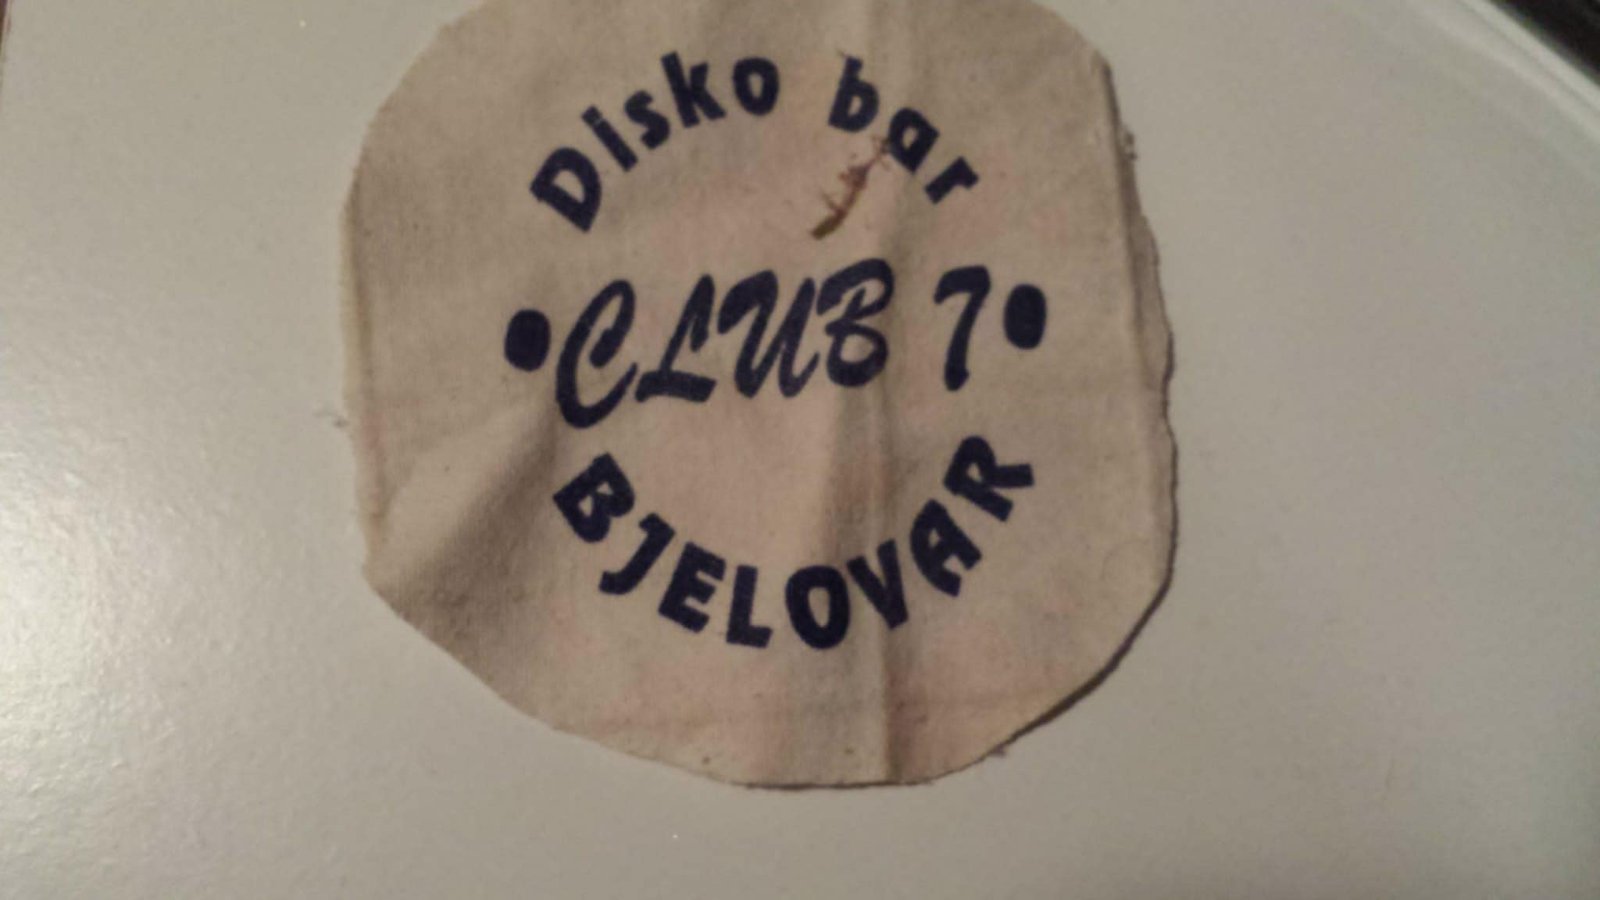 Disko bar
•CLUB 7•
BJELOVAR